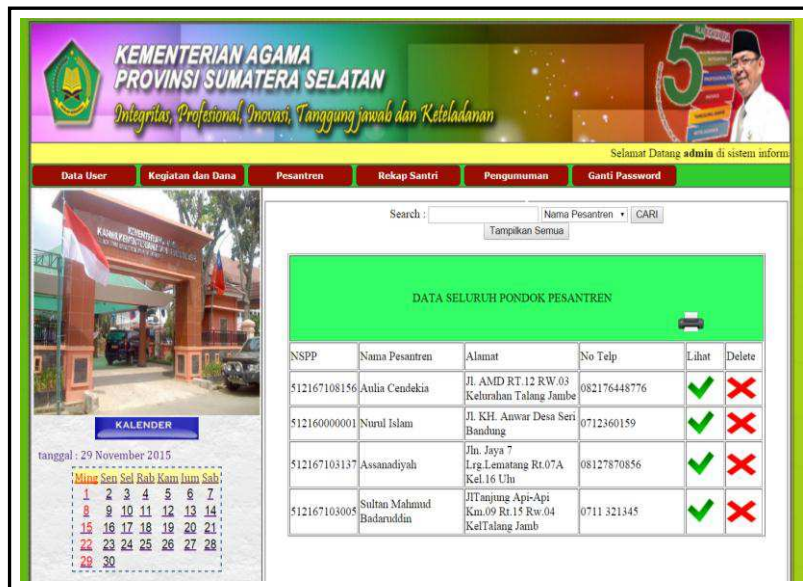 KEMENTERIAN AGAMA
PROVINSI SUMATERA SELATAN
Integritas, Profesional, Inovasi, Tanggung jawab dan Keteladanan
5
Selamat Datang admin di sistem inform
Data User Kegiatan dan Dana Pesantren Rekap Santri Pengumuman Ganti Password
Search : Nama Pesantren CARI
Tampilkan Semua
DATA SELURUH PONDOK PESANTREN
NSPP Nama Pesantren Alamat No Telp Lihat Delete
512167108156 Aulia Cendekia Jl. AMD RT.12 RW.03
Kelurahan Talang Jambe 082176448776
512160000001 Nurul Islam Jl. KH. Anwar Desa Seri
Bandung 0712360159
512167103137 Assanadiyah Jln. Jaya 7
Lrg.Lematang Rt.07A
Kel.16 Ulu 08127870856
512167103005 Sultan Mahmud
Badaruddin JlTanjung Api-Api
Km.09 Rt.15 Rw.04
KelTalang Jamb 0711 321345
KALENDER
tanggal : 29 November 2015
Ming Sen Sel Rab Kam Jum Sab
1 2 3 4 5 6 7
8 9 10 11 12 13 14
15 16 17 18 19 20 21
22 23 24 25 26 27 28
29 30